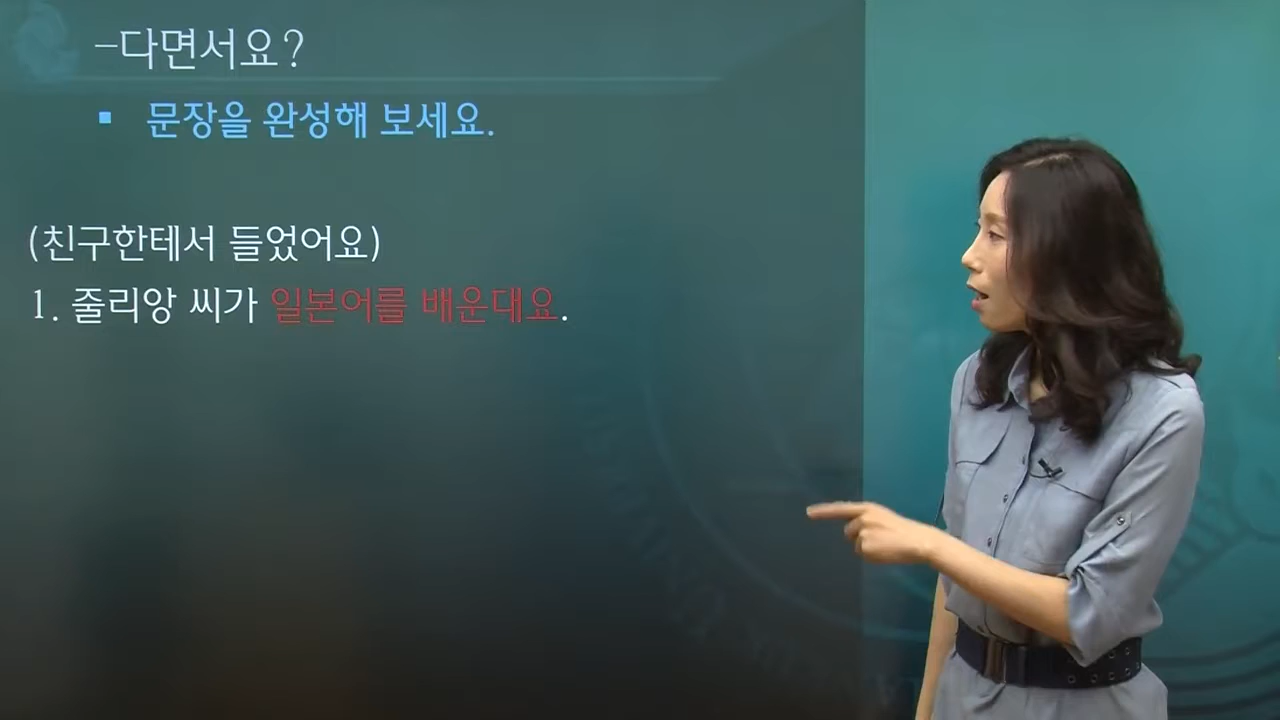 -다면서요?
▪ 문장을 완성해 보세요.
(친구한테서 들었어요)
1. 줄리앙 씨가 일본어를 배운대요.